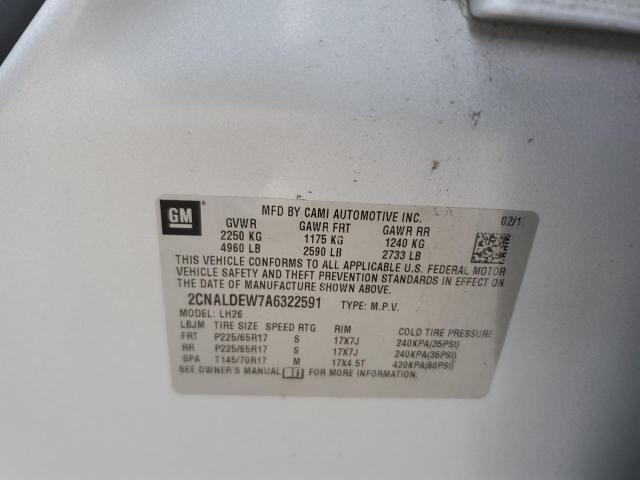 GM
MFD BY CAMI AUTOMOTIVE INC. 02/1
GVWR GAWR FRT GAWR RR
2250 KG 1175 KG 1240 KG
4960 LB 2590 LB 2733 LB
THIS VEHICLE CONFORMS TO ALL APPLICABLE U.S. FEDERAL MOTOR
VEHICLE SAFETY AND THEFT PREVENTION STANDARDS IN EFFECT ON
THE DATE OF MANUFACTURE SHOWN ABOVE.
2CNALDEW7A6322591 TYPE: M.P.V.
MODEL: LH26
LBJM TIRE SIZE SPEED RTG RIM COLD TIRE PRESSURE
FRT P225/65R17 S 17X7J 240KPA(35PSI)
RR P225/65R17 S 17X7J 240KPA(35PSI)
SPA T145/70R17 M 17X4.5T 420KPA(60PSI)
SEE OWNER'S MANUAL FOR MORE INFORMATION.